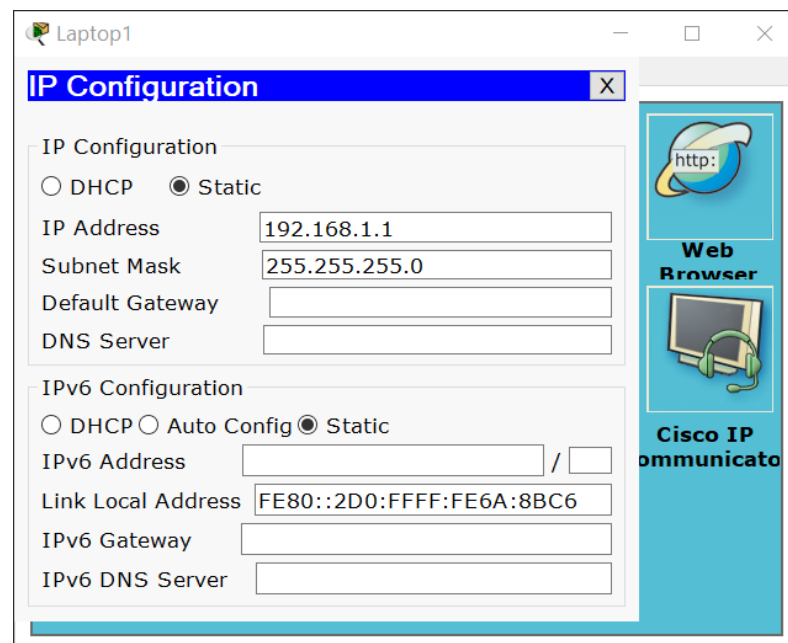 Laptop1
IP Configuration X
IP Configuration
DHCP Static
IP Address 192.168.1.1
Subnet Mask 255.255.255.0
Default Gateway
DNS Server
IPv6 Configuration
DHCP Auto Config Static
IPv6 Address /
Link Local Address FE80::2D0:FFFF:FE6A:8BC6
IPv6 Gateway
IPv6 DNS Server
http:
Web
Browser
Cisco IP
ommunicato